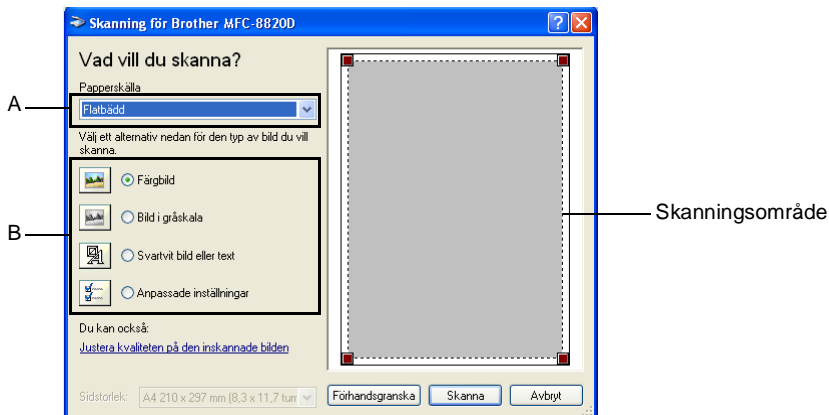 Skanning för Brother MFC-8820D
Vad vill du skanna?
Papperskälla
A
Flatbädd
Välj ett alternativ nedan för den typ av bild du vill
skanna.
Färgbild
Bild i gråskala
B
Svartvit bild eller text
Anpassade inställningar
Du kan också:
Justera kvaliteten på den inskannade bilden
Sidstorlek: A4 210 x 297 mm (8,3 x 11,7 tum
Förhandsgranska Skanna Avbryt
Skanningsområde